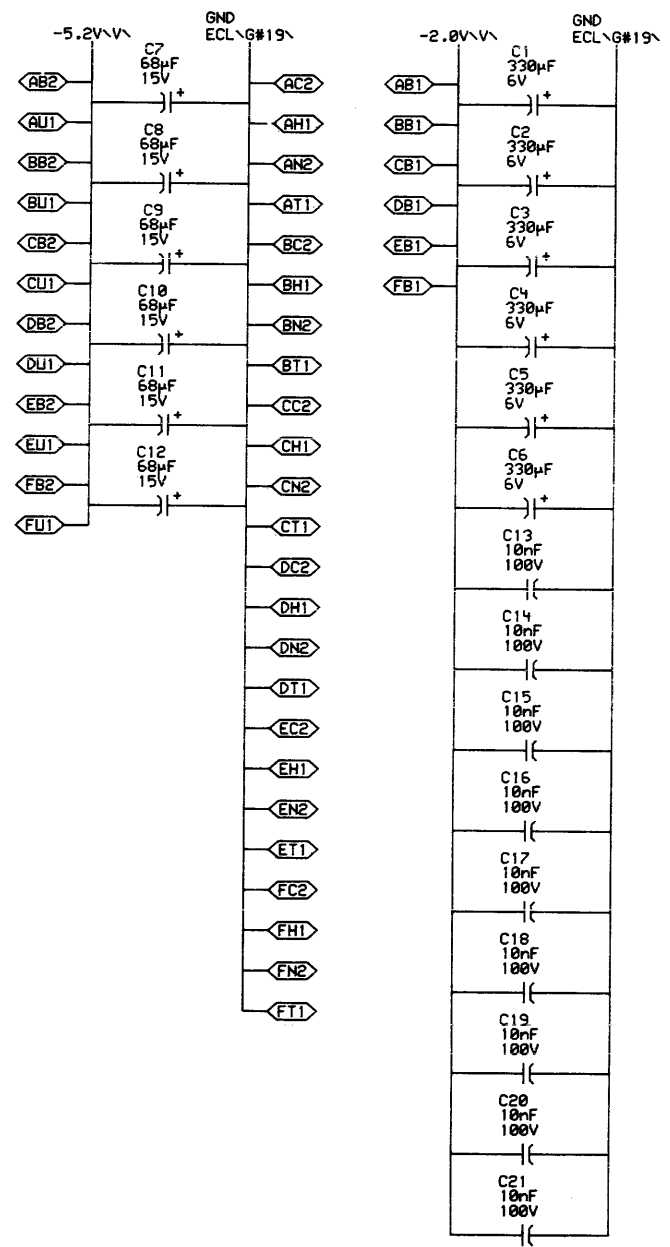 GND
-5.2V\V\
ECL\G#19\
C7
68µF
15V
+
AB2
AC2
AU1
AH1
C8
68µF
15V
+
BB2
AN2
BU1
AT1
C9
68µF
15V
+
CB2
BC2
CU1
BH1
C10
68µF
15V
+
DB2
BN2
DU1
BT1
C11
68µF
15V
+
EB2
CC2
EU1
CH1
C12
68µF
15V
+
FB2
CN2
FU1
CT1
DC2
DH1
DN2
DT1
EC2
EH1
EN2
ET1
FC2
FH1
FN2
FT1
GND
-2.0V\V\
ECL\G#19\
C1
330µF
6V
+
AB1
BB1
C2
330µF
6V
+
CB1
DB1
C3
330µF
6V
+
EB1
FB1
C4
330µF
6V
+
C5
330µF
6V
+
C6
330µF
6V
+
C13
10nF
100V
C14
10nF
100V
C15
10nF
100V
C16
10nF
100V
C17
10nF
100V
C18
10nF
100V
C19
10nF
100V
C20
10nF
100V
C21
10nF
100V